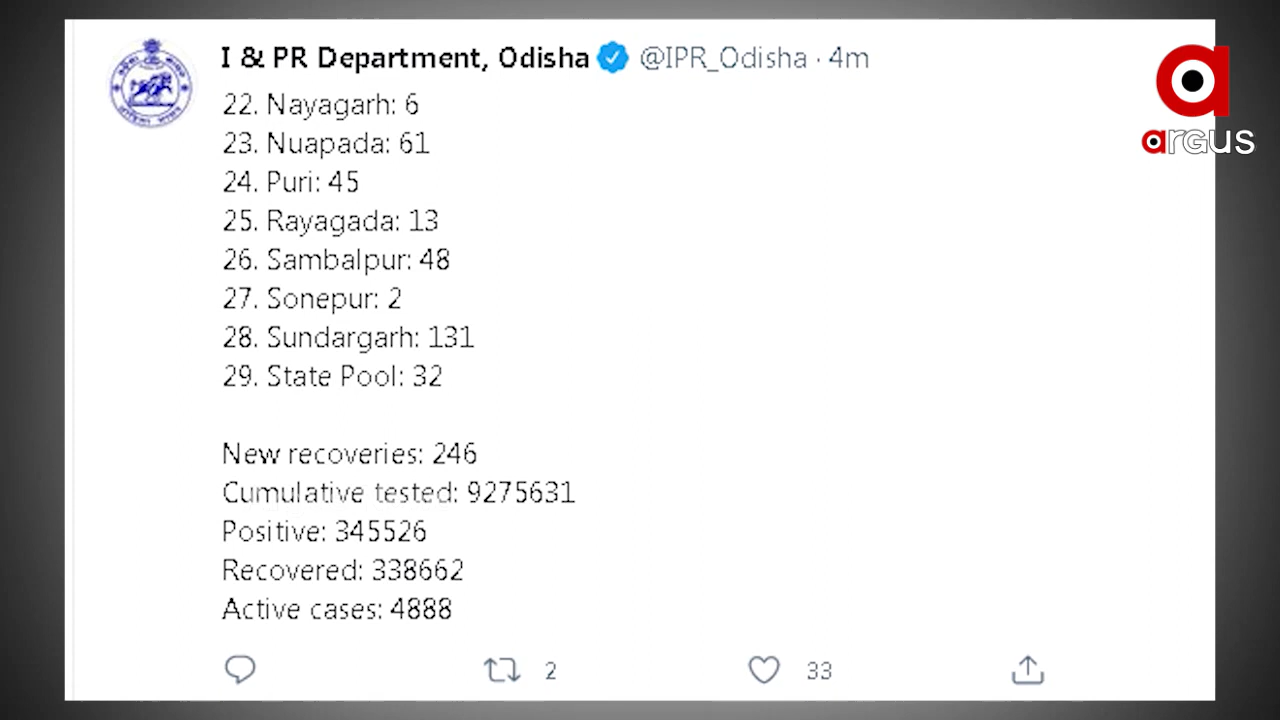 I & PR Department, Odisha @IPR_Odisha · 4m
22. Nayagarh: 6
23. Nuapada: 61
24. Puri: 45
25. Rayagada: 13
26. Sambalpur: 48
27. Sonepur: 2
28. Sundargarh: 131
29. State Pool: 32
New recoveries: 246
Cumulative tested: 9275631
Positive: 345526
Recovered: 338662
Active cases: 4888
2 33
argus